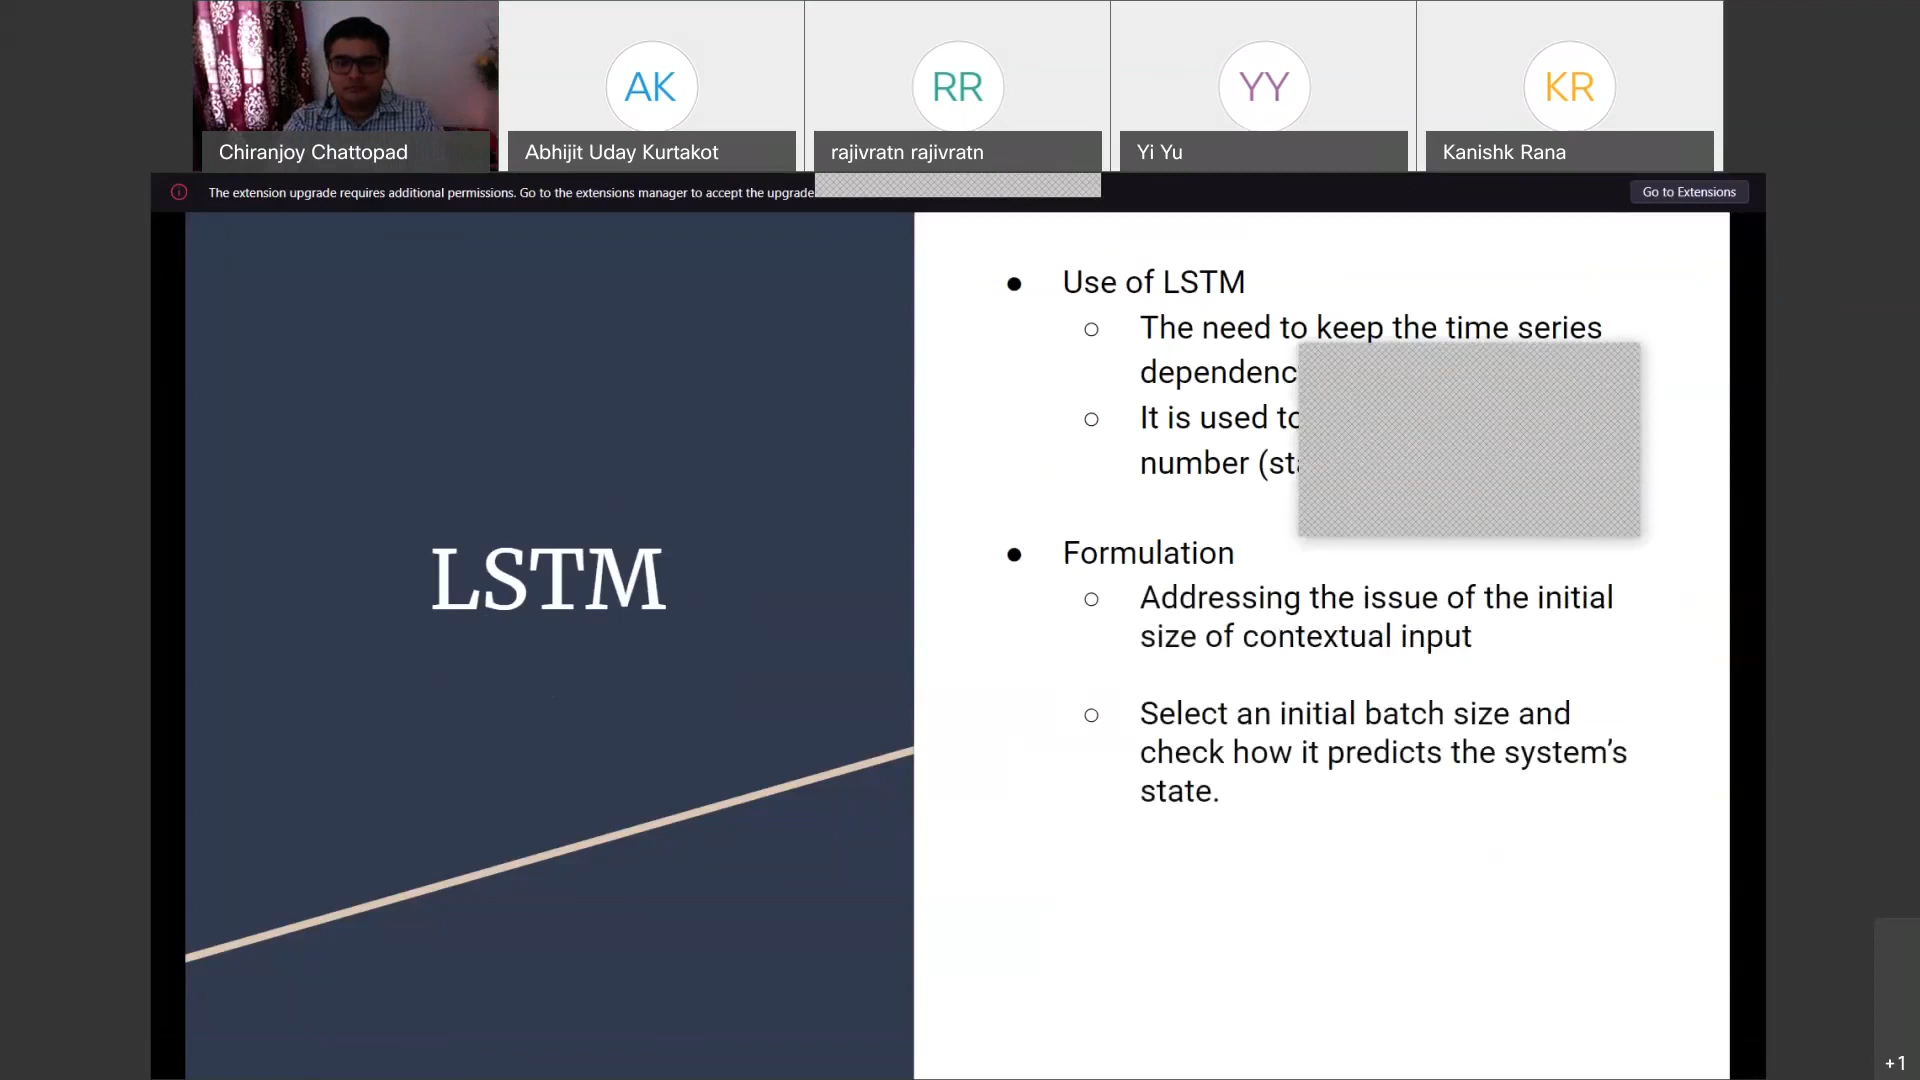 AK
RR
YY
KR
Chiranjoy Chattopad
Abhijit Uday Kurtakot
rajivratn rajivratn
Yi Yu
Kanishk Rana
The extension upgrade requires additional permissions. Go to the extensions manager to accept the upgrade
Go to Extensions
LSTM
● Use of LSTM
○ The need to keep the time series
○ It is used
number
● Formulation
○ Addressing the issue of the initial
size of contextual input
○ Select an initial batch size and
check how it predicts the system’s
state.
+1